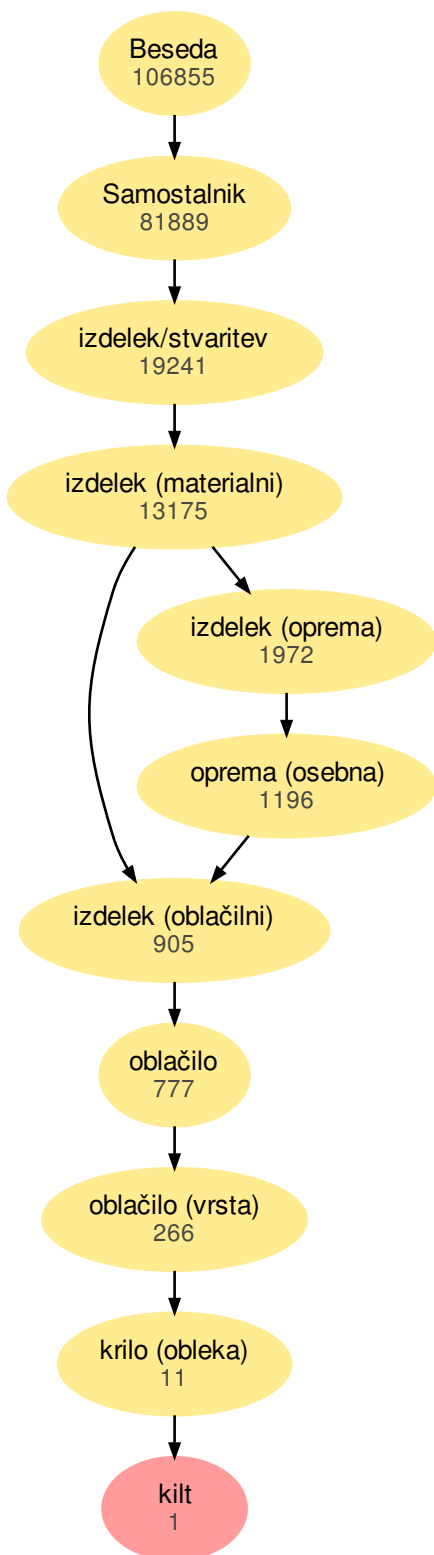 Beseda
106855
Samostalnik
81889
izdelek/stvaritev
19241
izdelek (materialni)
13175
izdelek (oprema)
1972
oprema (osebna)
1196
izdelek (oblačilni)
905
oblačilo
777
oblačilo (vrsta)
266
krilo (obleka)
11
kilt
1